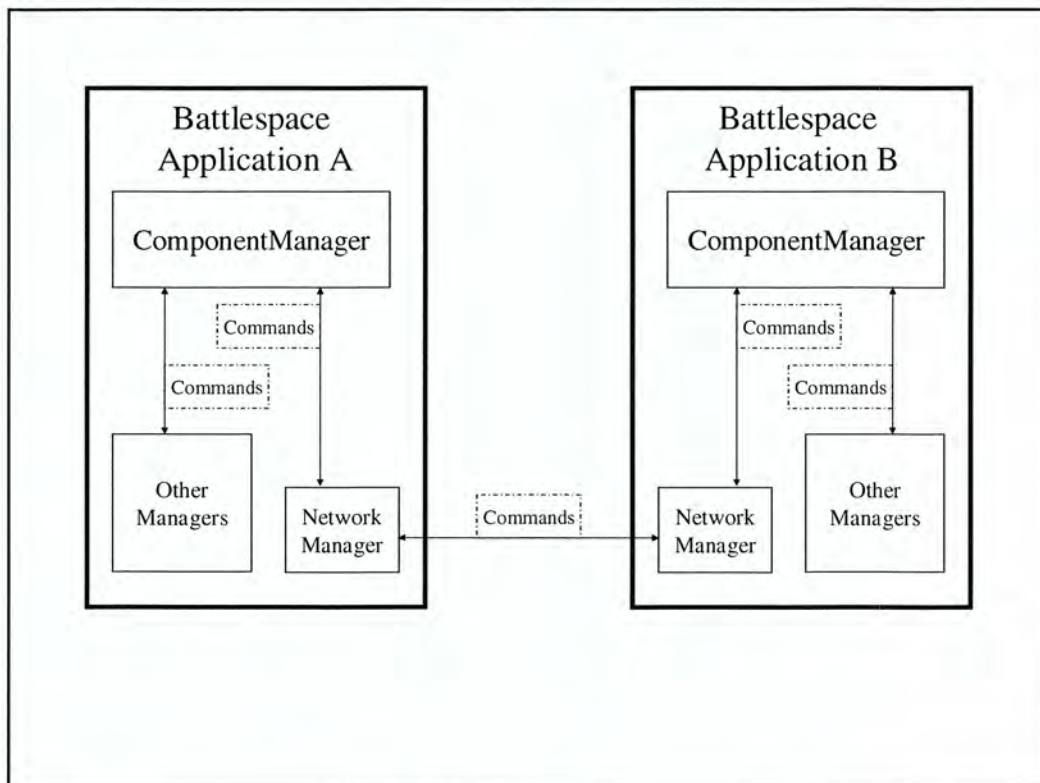 Battlespace
Application A
ComponentManager
Commands
Commands
Other
Managers
Network
Manager
Commands
Battlespace
Application B
ComponentManager
Commands
Commands
Network
Manager
Other
Managers